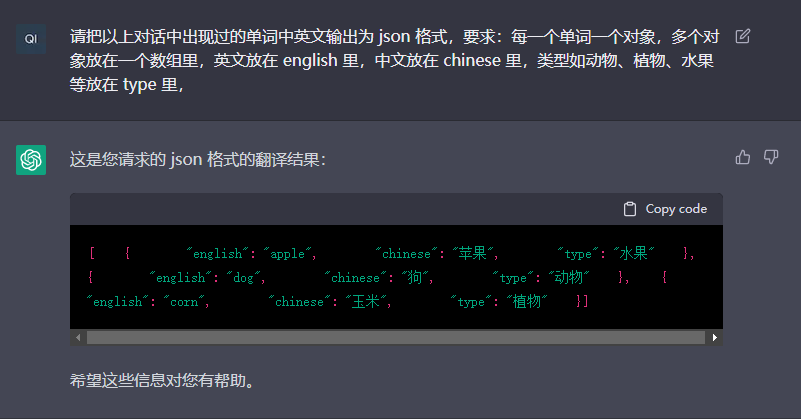 QI
请把以上对话中出现过的单词中英文输出为 json 格式，要求：每一个单词一个对象，多个对
象放在一个数组里，英文放在 english 里，中文放在 chinese 里，类型如动物、植物、水果
等放在 type 里，
这是您请求的 json 格式的翻译结果：
Copy code
[ { "english": "apple", "chinese": "苹果", "type": "水果" },
{ "english": "dog", "chinese": "狗", "type": "动物" }, {
"english": "corn", "chinese": "玉米", "type": "植物" }]
希望这些信息对您有帮助。